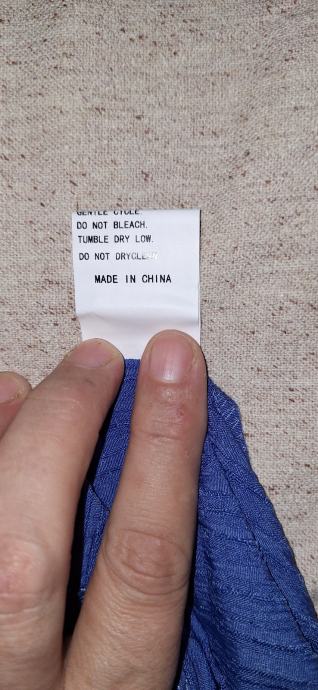 GENTLE CYCLE.
DO NOT BLEACH.
TUMBLE DRY LOW.
DO NOT DRYCLEAN
MADE IN CHINA